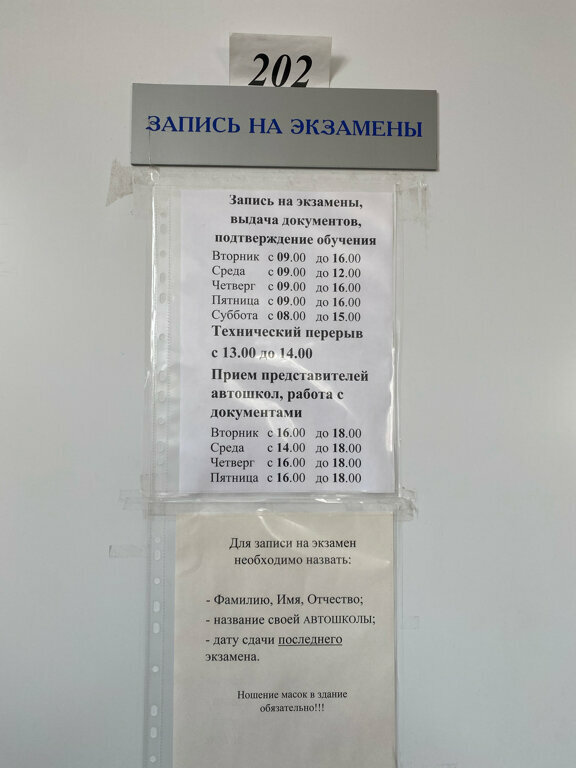 202
ЗАПИСЬ НА ЭКЗАМЕНЫ
Запись на экзамены,
выдача документов,
подтверждение обучения
Вторник с 09.00 до 16.00
Среда с 09.00 до 12.00
Четверг с 09.00 до 16.00
Пятница с 09.00 до 16.00
Суббота с 08.00 до 15.00
Технический перерыв
с 13.00 до 14.00
Прием представителей
автошкол, работа с
документами
Вторник с 16.00 до 18.00
Среда с 14.00 до 18.00
Четверг с 16.00 до 18.00
Пятница с 16.00 до 18.00
Для записи на экзамен
необходимо назвать:
- Фамилию, Имя, Отчество;
- название своей АВТОШКОЛЫ;
- дату сдачи последнего
экзамена.
Ношение масок в здание
обязательно!!!